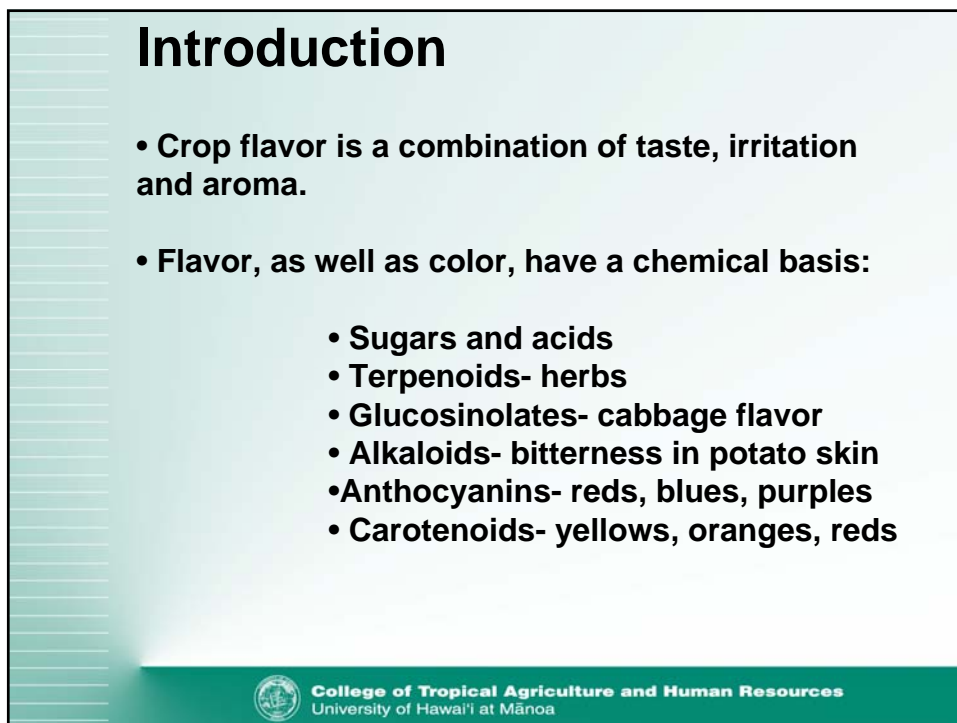 Introduction
• Crop flavor is a combination of taste, irritation
and aroma.
• Flavor, as well as color, have a chemical basis:
• Sugars and acids
• Terpenoids- herbs
• Glucosinolates- cabbage flavor
• Alkaloids- bitterness in potato skin
•Anthocyanins- reds, blues, purples
• Carotenoids- yellows, oranges, reds
College of Tropical Agriculture and Human Resources
University of Hawai'i at Mānoa